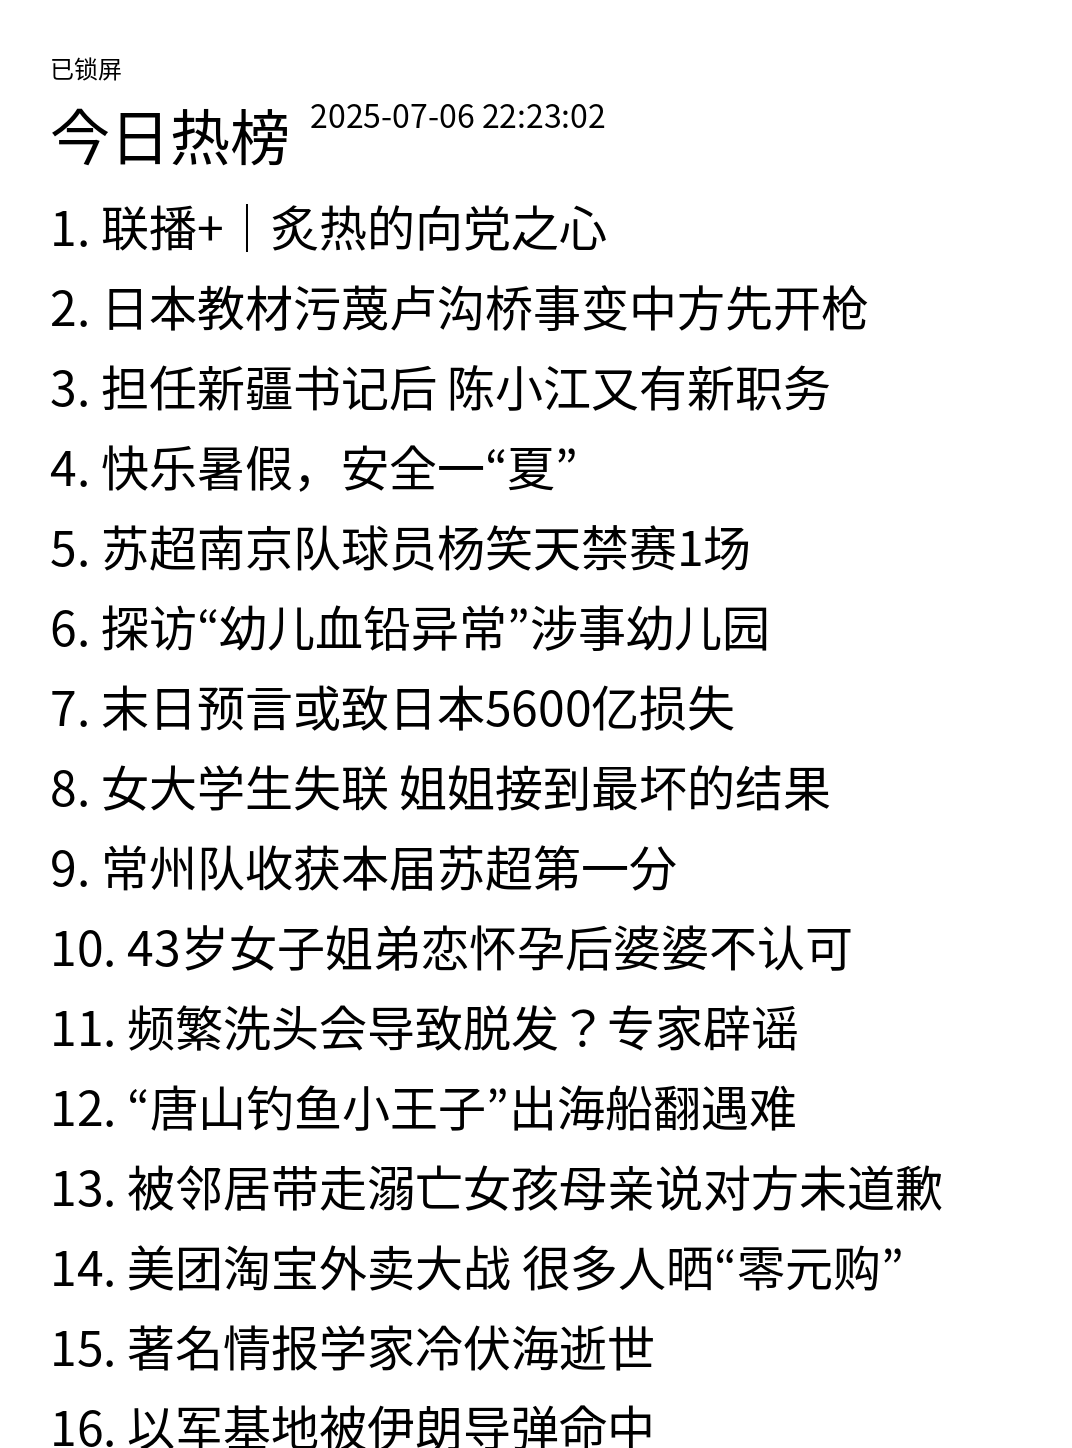 已锁屏
今日热榜 2025-07-06 22:23:02
1. 联播+｜炙热的向党之心
2. 日本教材污蔑卢沟桥事变中方先开枪
3. 担任新疆书记后 陈小江又有新职务
4. 快乐暑假，安全一“夏”
5. 苏超南京队球员杨笑天禁赛1场
6. 探访“幼儿血铅异常”涉事幼儿园
7. 末日预言或致日本5600亿损失
8. 女大学生失联 姐姐接到最坏的结果
9. 常州队收获本届苏超第一分
10. 43岁女子姐弟恋怀孕后婆婆不认可
11. 频繁洗头会导致脱发？专家辟谣
12. “唐山钓鱼小王子”出海船翻遇难
13. 被邻居带走溺亡女孩母亲说对方未道歉
14. 美团淘宝外卖大战 很多人晒“零元购”
15. 著名情报学家冷伏海逝世
16. 以军基地被伊朗导弹命中